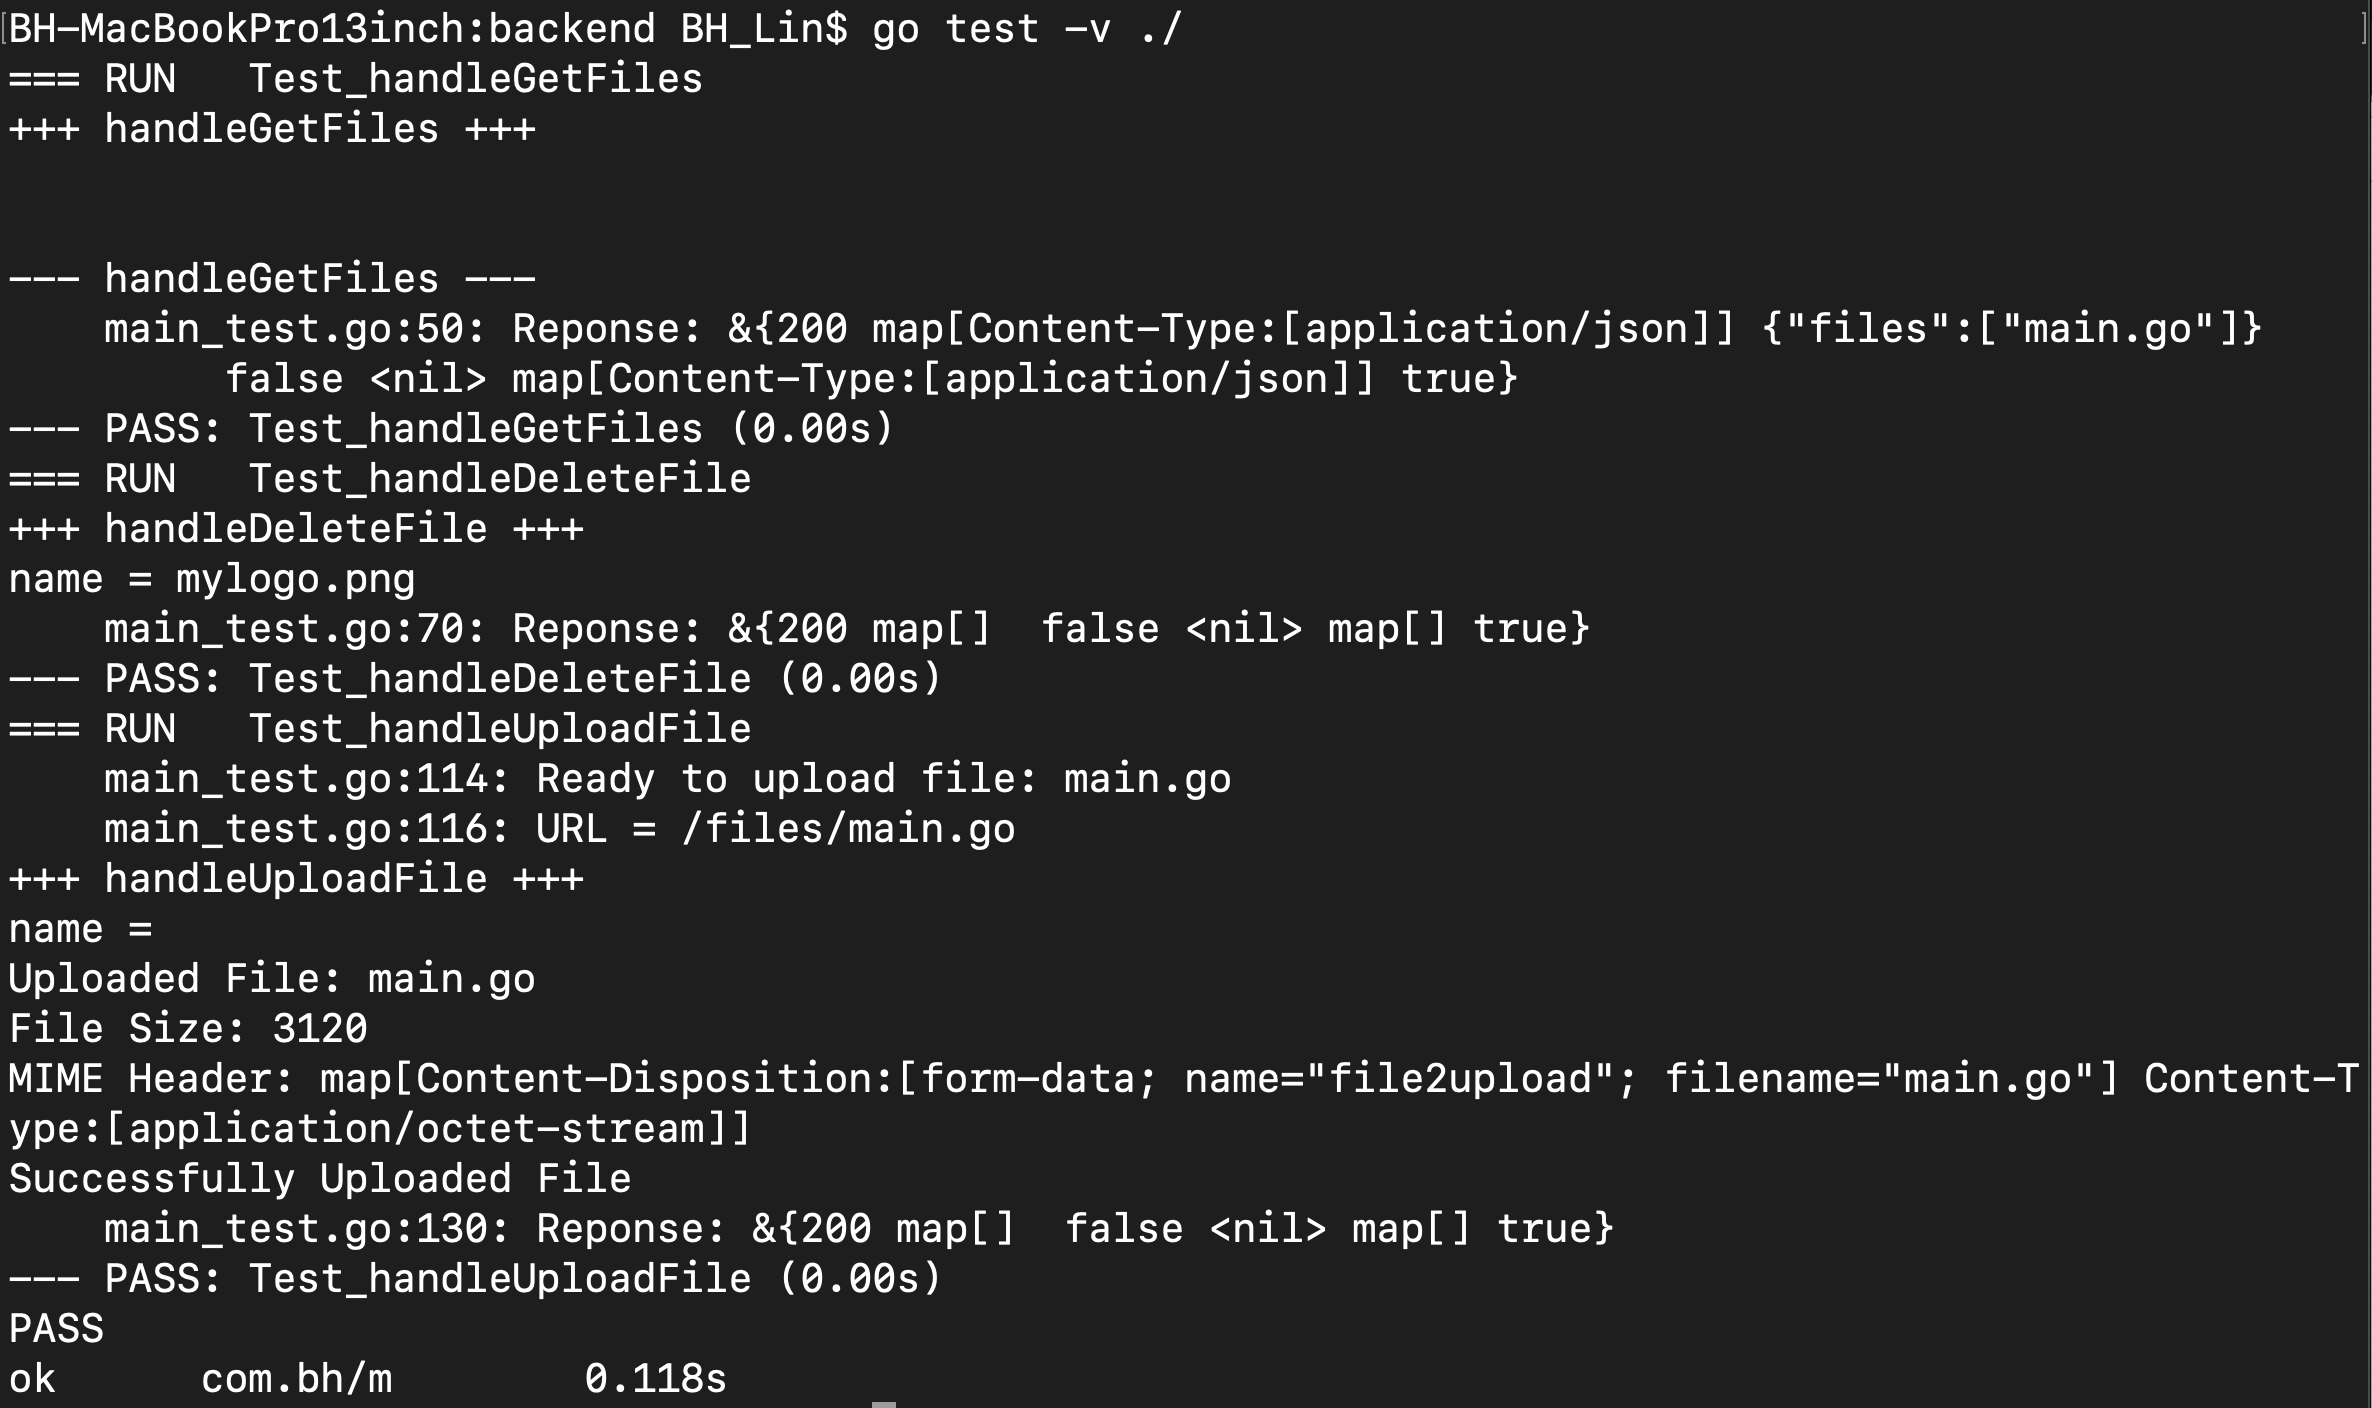 BH-MacBookPro13inch:backend BH_Lin$ go test -v ./
=== RUN   Test_handleGetFiles
+++ handleGetFiles +++
--- handleGetFiles ---
    main_test.go:50: Reponse: &{200 map[Content-Type:[application/json]] {"files":["main.go"]}
         false <nil> map[Content-Type:[application/json]] true}
--- PASS: Test_handleGetFiles (0.00s)
=== RUN   Test_handleDeleteFile
+++ handleDeleteFile +++
name = mylogo.png
    main_test.go:70: Reponse: &{200 map[]  false <nil> map[] true}
--- PASS: Test_handleDeleteFile (0.00s)
=== RUN   Test_handleUploadFile
    main_test.go:114: Ready to upload file: main.go
    main_test.go:116: URL = /files/main.go
+++ handleUploadFile +++
name =
Uploaded File: main.go
File Size: 3120
MIME Header: map[Content-Disposition:[form-data; name="file2upload"; filename="main.go"] Content-T
ype:[application/octet-stream]]
Successfully Uploaded File
    main_test.go:130: Reponse: &{200 map[]  false <nil> map[] true}
--- PASS: Test_handleUploadFile (0.00s)
PASS
ok      com.bh/m        0.118s